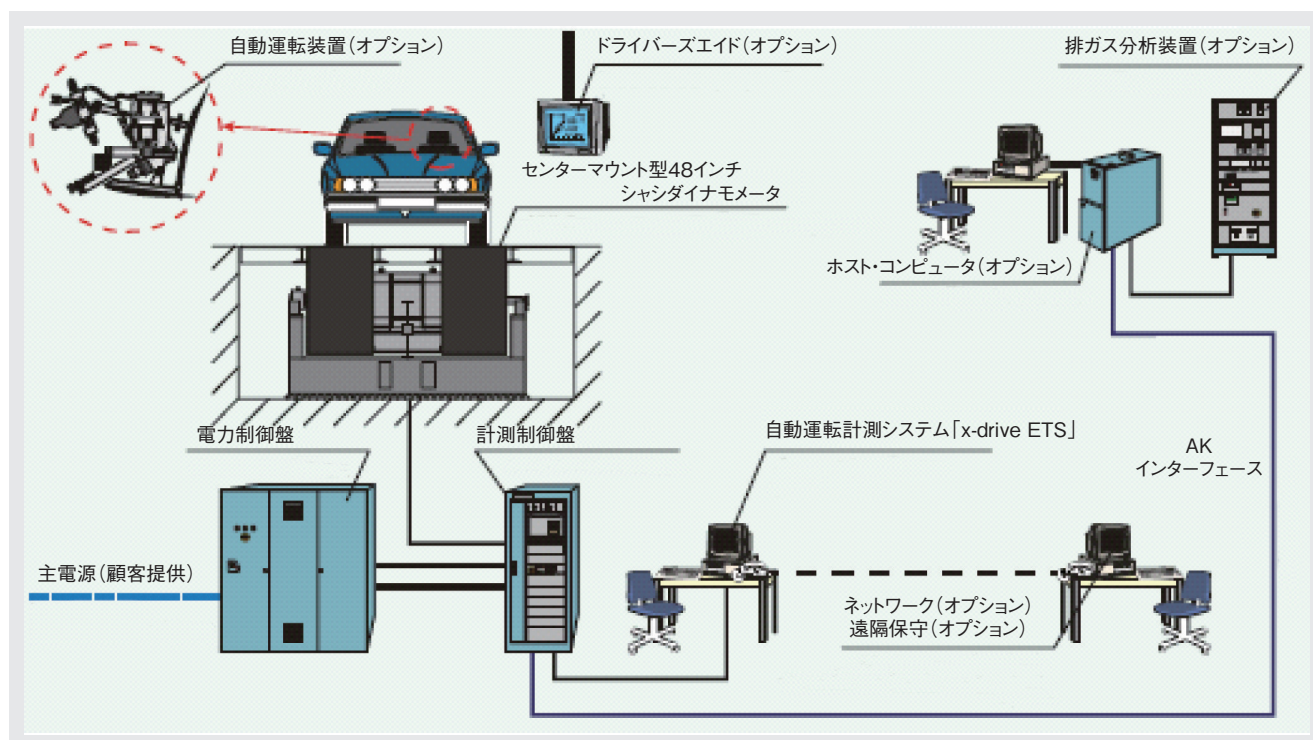 自動運転装置(オプション)
ドライバーズエイド(オプション)
排ガス分析装置(オプション)
センターマウント型48インチ
シャシダイナモメータ
ホスト・コンピュータ(オプション)
電力制御盤
計測制御盤
自動運転計測システム「x-drive ETS」
AK
インターフェース
主電源(顧客提供)
ネットワーク(オプション)
遠隔保守(オプション)